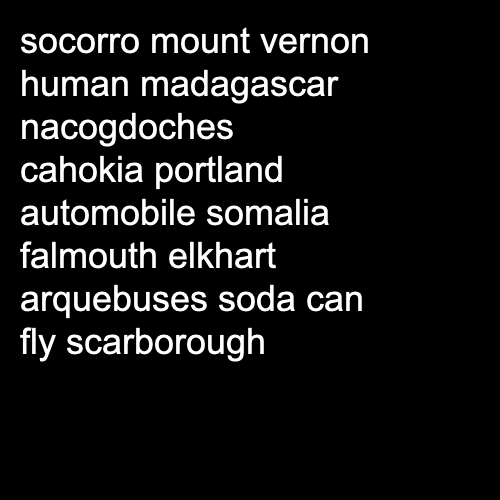 socorro mount vernon
human madagascar
nacogdoches
cahokia portland
automobile somalia
falmouth elkhart
arquebuses soda can
fly scarborough